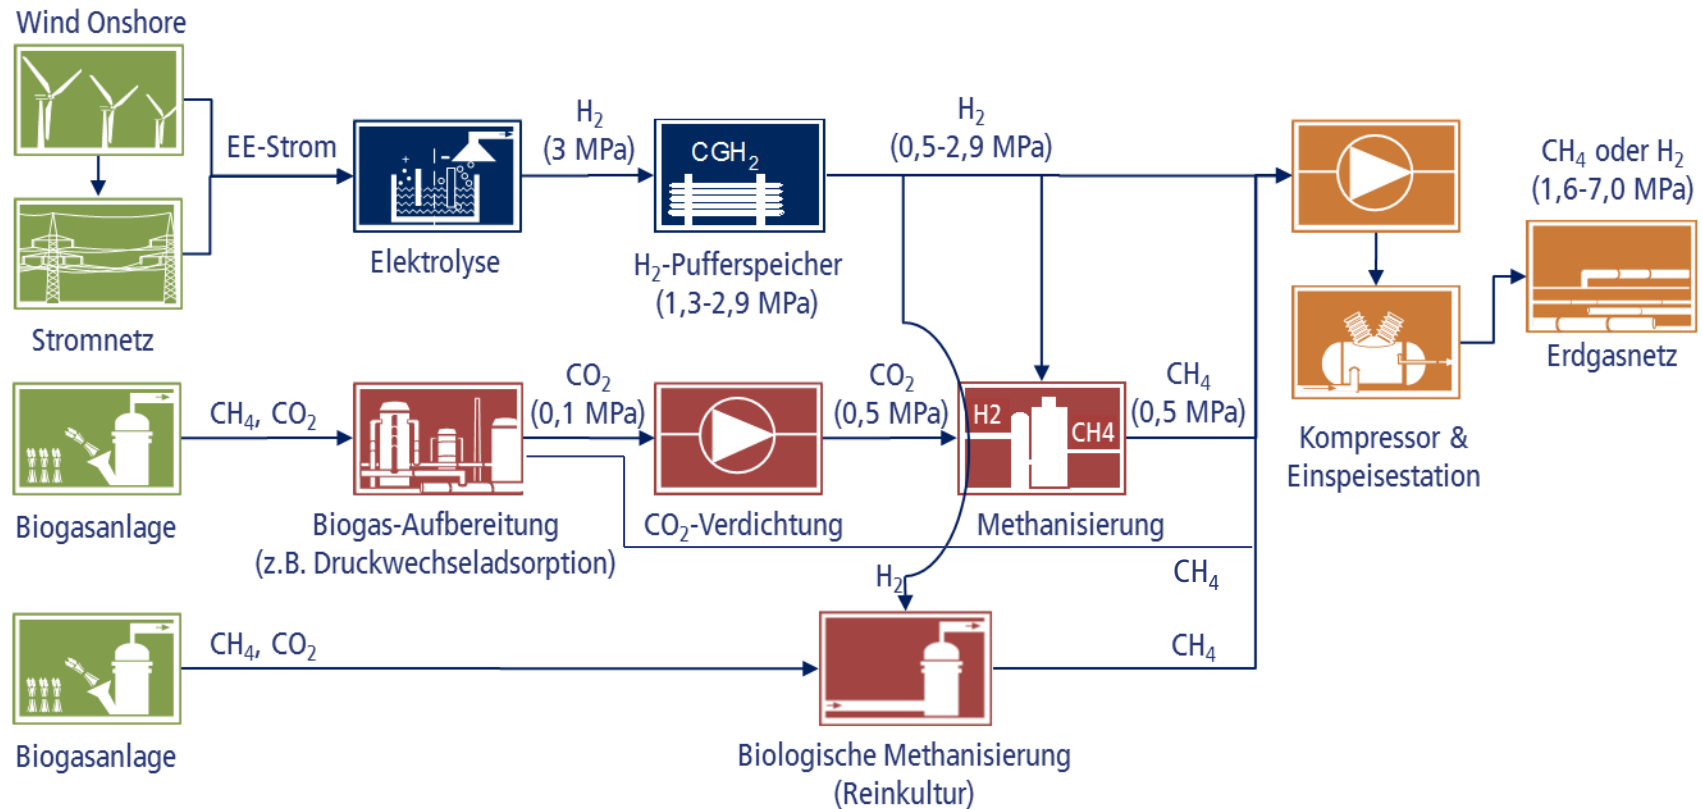 Wind Onshore
EE-Strom
H₂
(3 MPa)
CGH₂
H₂
(0,5-2,9 MPa)
CH₄ oder H₂
(1,6-7,0 MPa)
+
-
Elektrolyse
H₂-Pufferspeicher
(1,3-2,9 MPa)
Stromnetz
Erdgasnetz
CH₄, CO₂
CO₂
(0,1 MPa)
CO₂
(0,5 MPa)
H2
CH4
CH₄
(0,5 MPa)
Kompressor &
Einspeisestation
Biogasanlage
Biogas-Aufbereitung
(z.B. Druckwechseladsorption)
CO₂-Verdichtung
Methanisierung
CH₄
H₂
CH₄, CO₂
CH₄
Biogasanlage
Biologische Methanisierung
(Reinkultur)